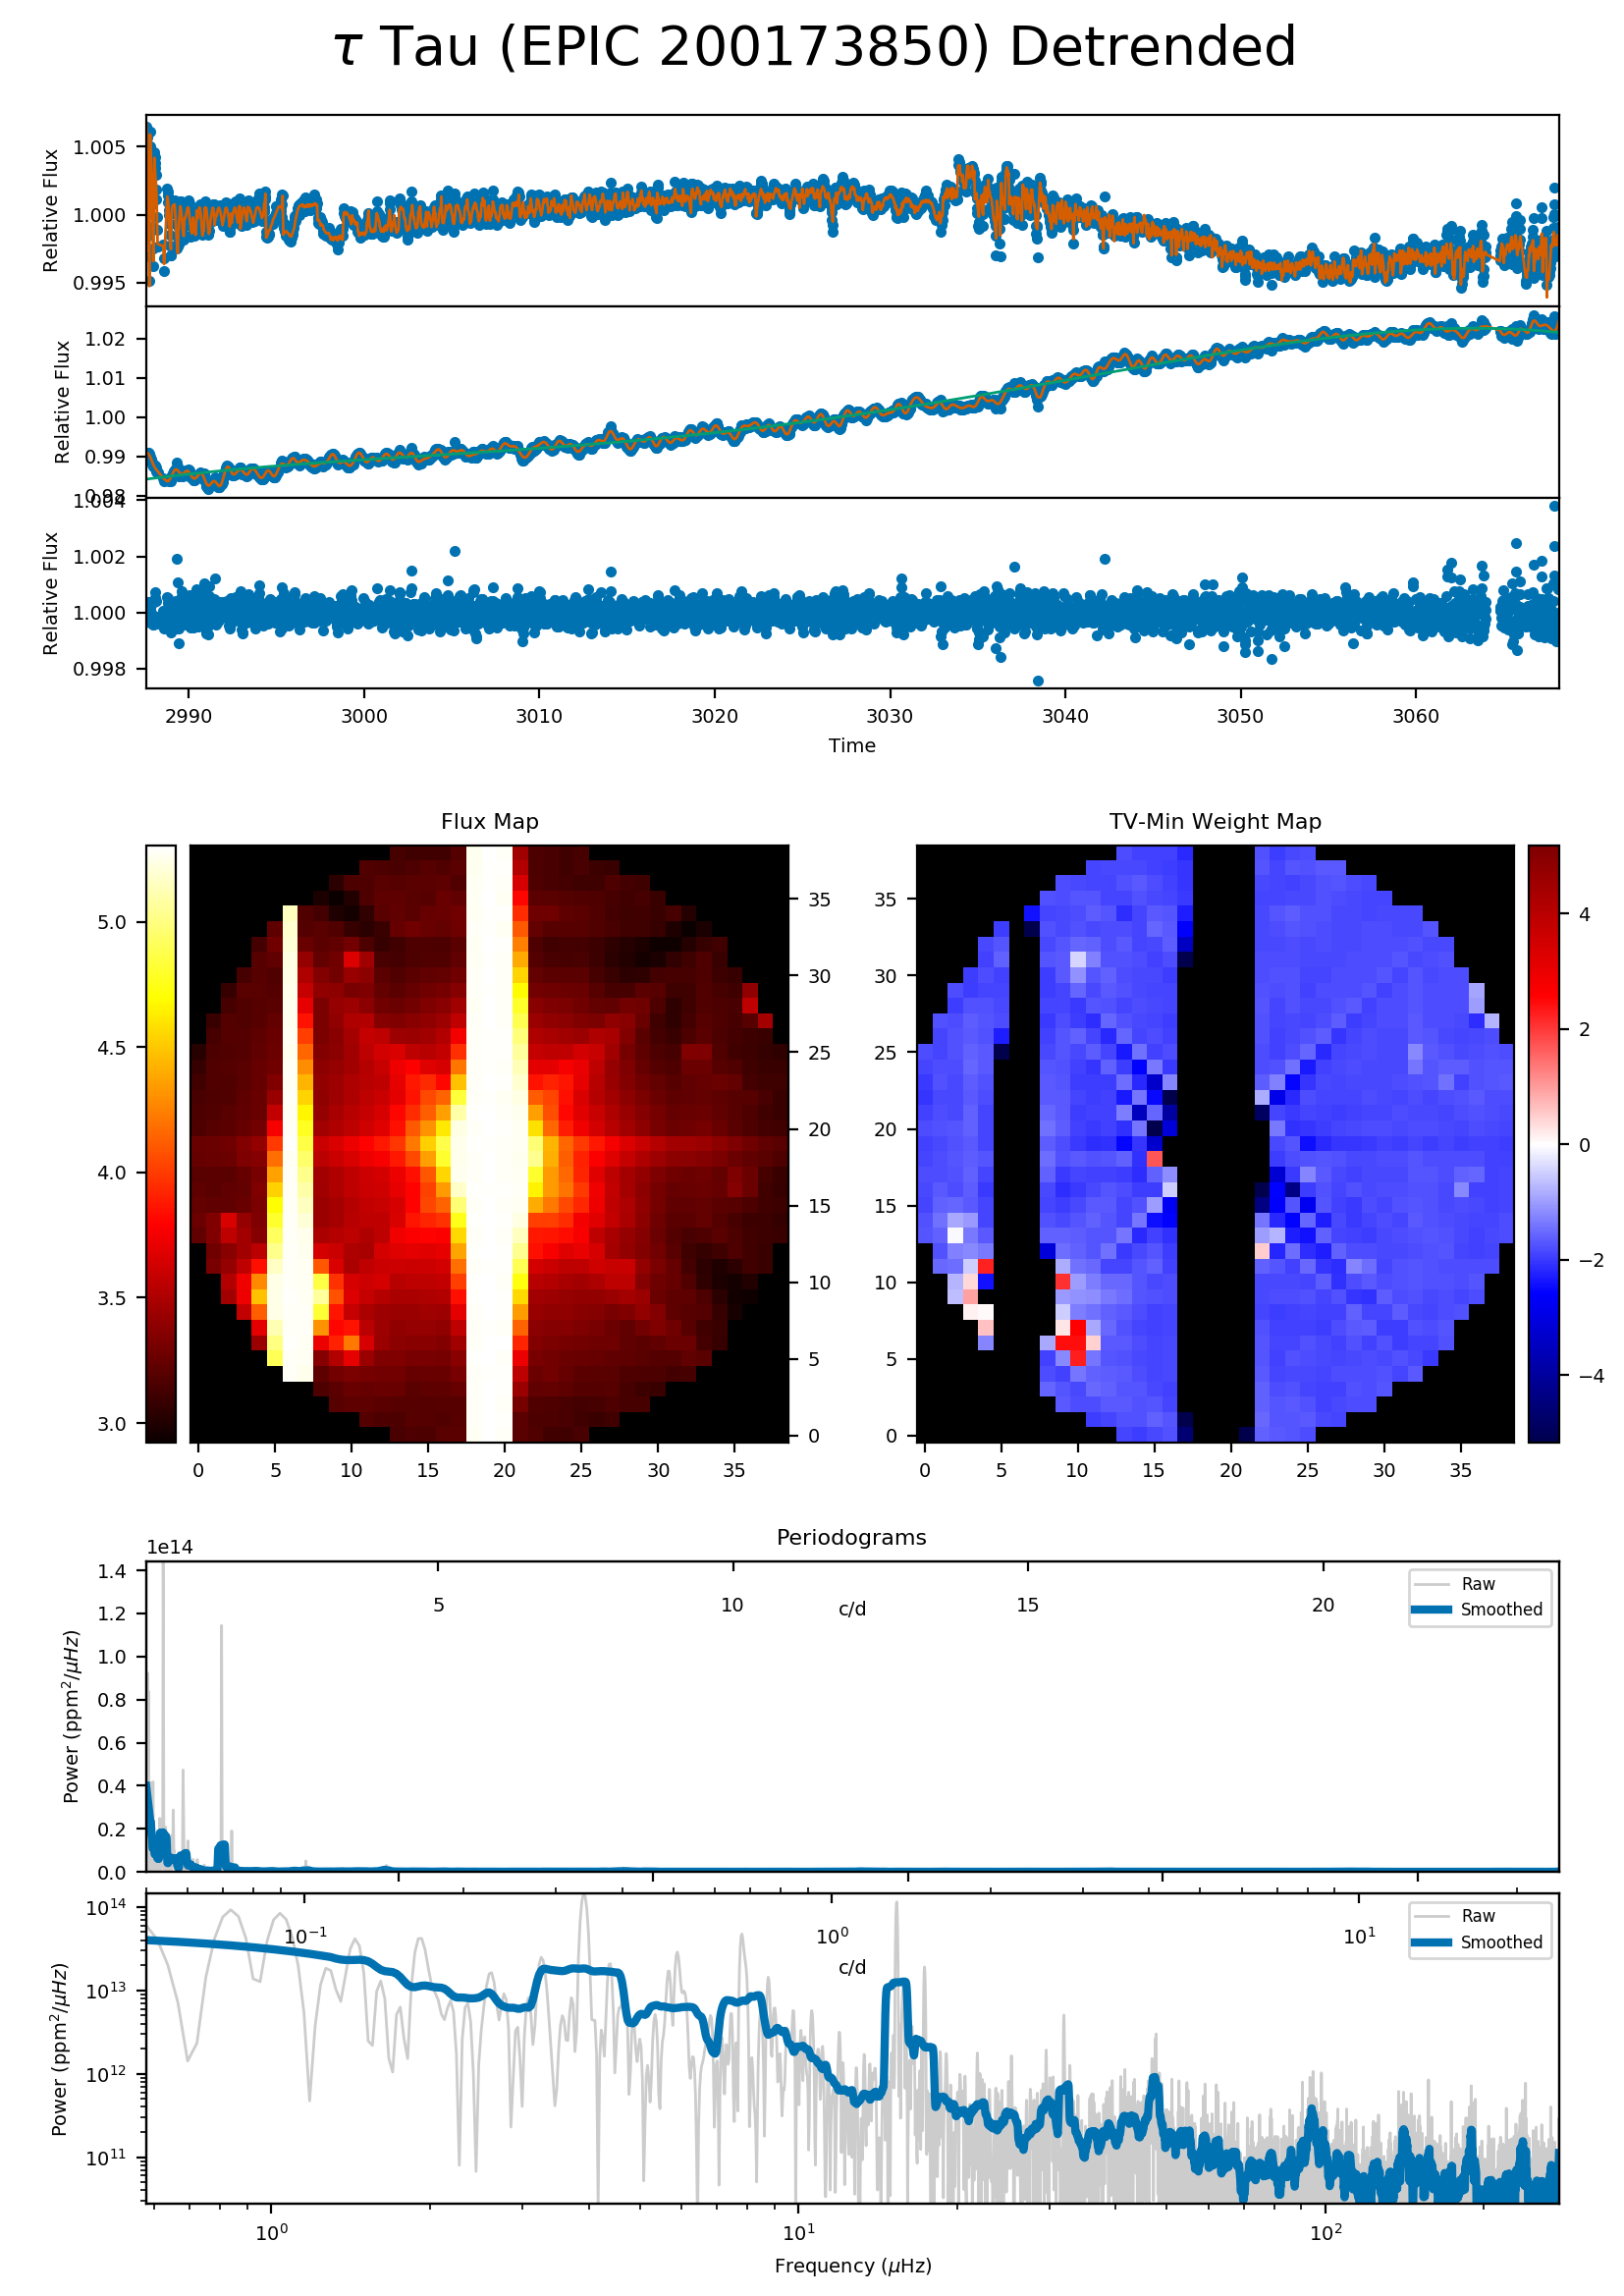 τ Tau (EPIC 200173850) Detrended
Relative Flux
1.005
1.000
0.995
Relative Flux
1.02
1.01
1.00
0.99
0.98
Relative Flux
1.004
1.002
1.000
0.998
2990 3000 3010 3020 3030 3040 3050 3060
Time
Flux Map
TV-Min Weight Map
5.0
4.5
4.0
3.5
3.0
35
30
25
20
15
10
5
0
0 5 10 15 20 25 30 35
35
30
25
20
15
10
5
0
0 5 10 15 20 25 30 35
4
2
0
−2
−4
Periodograms
1e14
Power (ppm²/μHz)
1.4
1.2
1.0
0.8
0.6
0.4
0.2
0.0
5 10 15 20
c/d
Raw
Smoothed
Power (ppm²/μHz)
10¹⁴
10¹³
10¹²
10¹¹
10⁻¹ 10⁰ 10¹
c/d
Raw
Smoothed
10⁰ 10¹ 10²
Frequency (μHz)